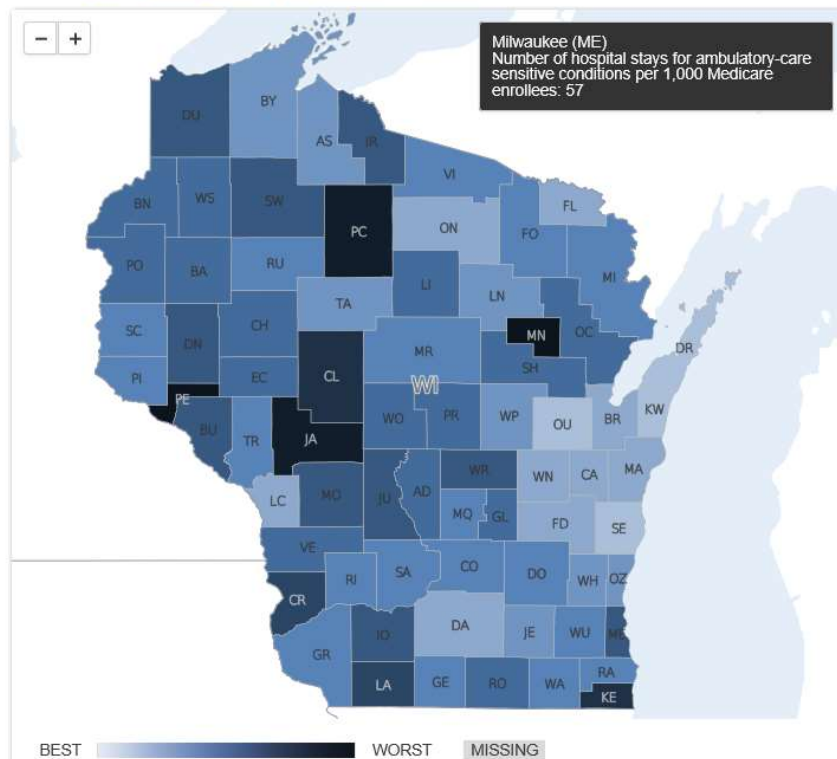 − +
Milwaukee (ME)
Number of hospital stays for ambulatory-care
sensitive conditions per 1,000 Medicare
enrollees: 57
DU BY AS IR VI FL
BN WS SW PC ON FO
PO BA RU LI LN MI
TA
SC DN CH MR MN OC
DR
PI EC CL SH
WI
PE BU TR JA WO PR WP OU BR KW
LC MO JU AD WR WN CA MA
MQ GL FD SE
VE RI SA CO DO WH OZ
CR IO DA JE WU ME
GR LA GE RO WA RA
KE
BEST WORST MISSING